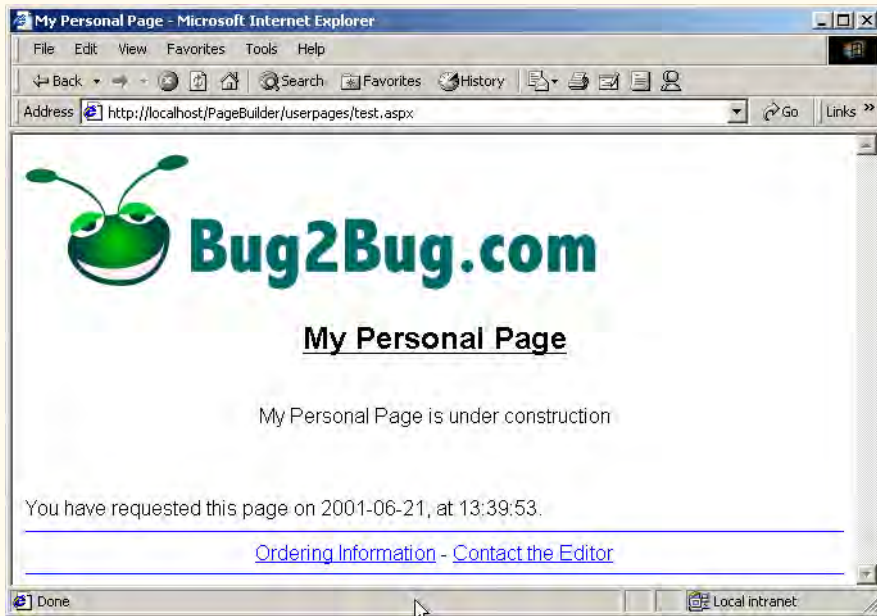 My Personal Page - Microsoft Internet Explorer
File Edit View Favorites Tools Help
Back Search Favorites History
Address http://localhost/PageBuilder/userpages/test.aspx Go Links »
Bug2Bug.com
My Personal Page
My Personal Page is under construction
You have requested this page on 2001-06-21, at 13:39:53.
Ordering Information - Contact the Editor
Done Local intranet